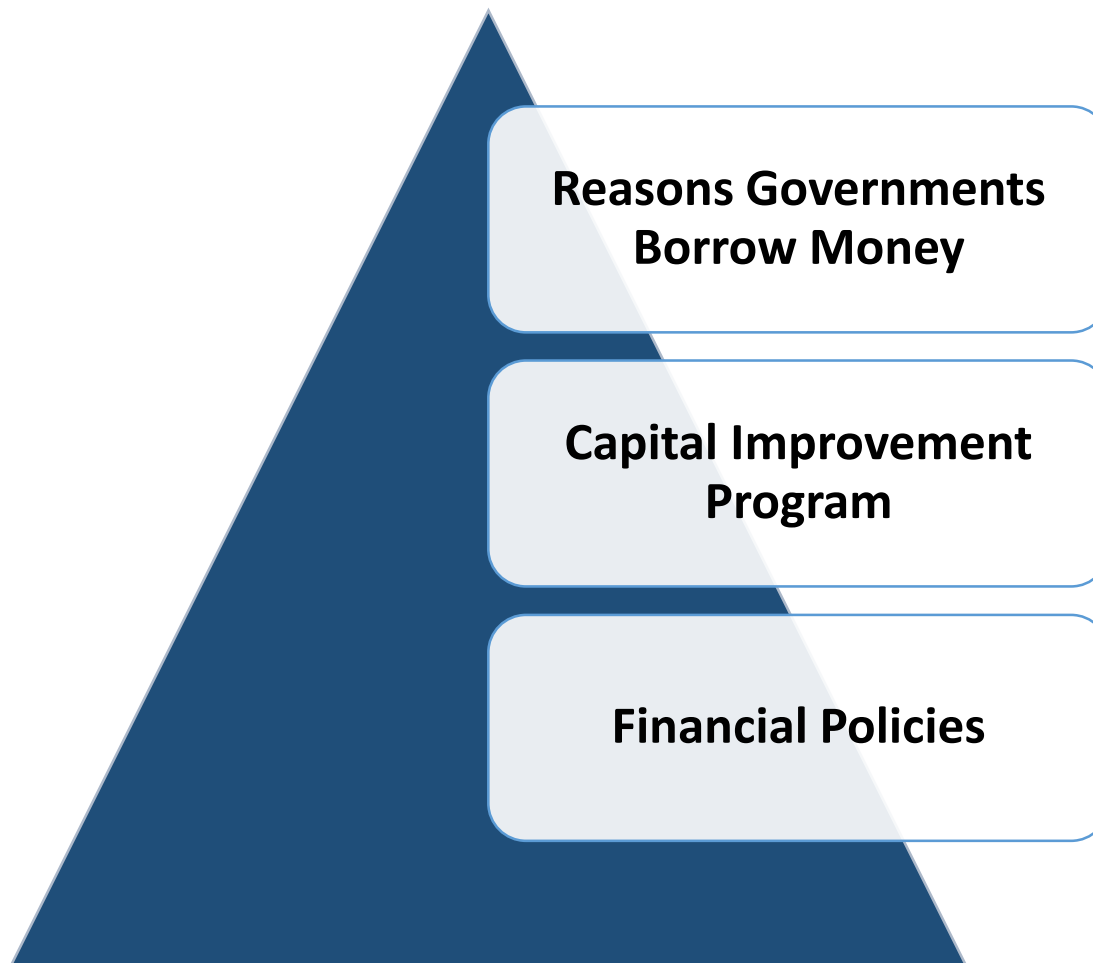 Reasons Governments
Borrow Money
Capital Improvement
Program
Financial Policies